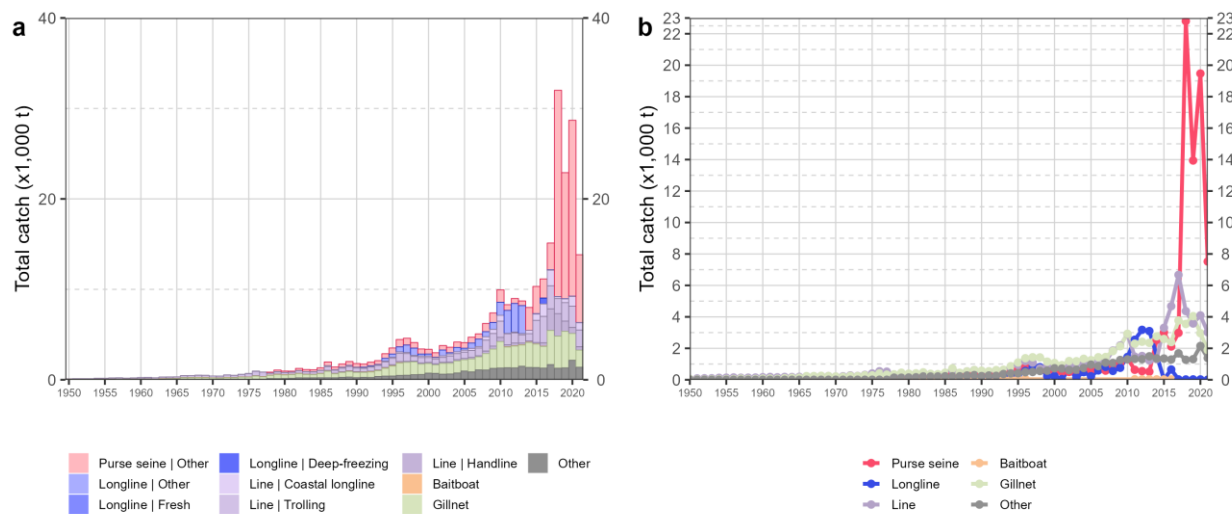 a
Total catch (x1,000 t)
40
20
0
40
20
0
1950 1955 1960 1965 1970 1975 1980 1985 1990 1995 2000 2005 2010 2015 2020
Purse seine | Other
Longline | Other
Longline | Fresh
Longline | Deep-freezing
Line | Coastal longline
Line | Trolling
Line | Handline
Baitboat
Gillnet
Other
b
Total catch (x1,000 t)
23
22
20
18
16
14
12
10
8
6
4
2
0
23
22
20
18
16
14
12
10
8
6
4
2
0
1950 1955 1960 1965 1970 1975 1980 1985 1990 1995 2000 2005 2010 2015 2020
Purse seine
Longline
Line
Baitboat
Gillnet
Other